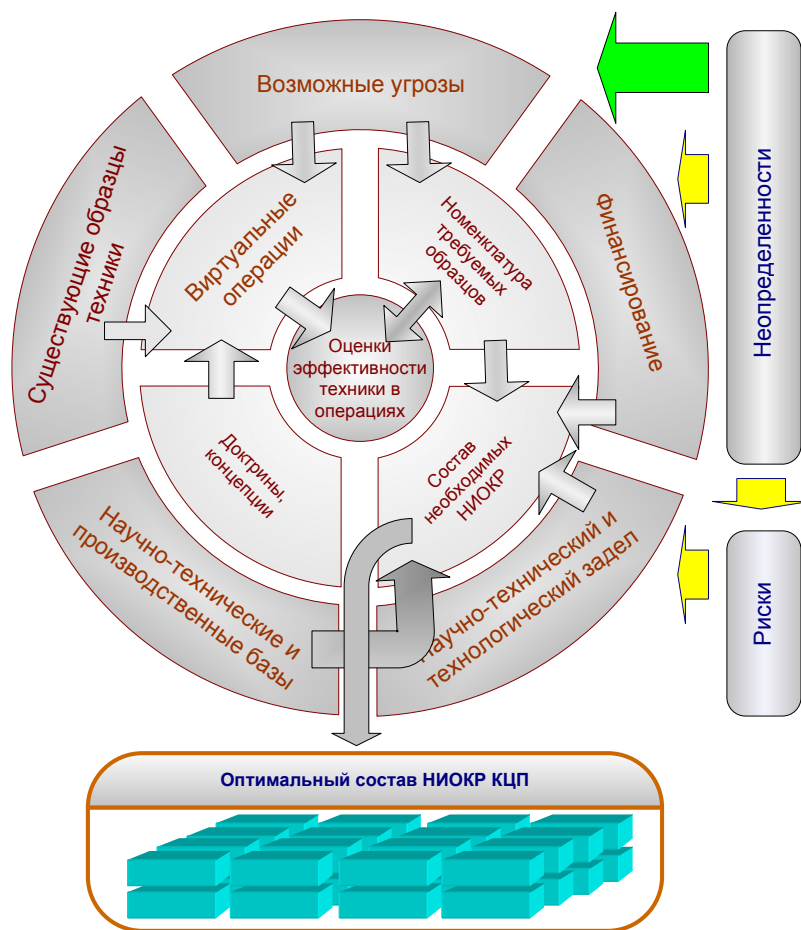 Возможные угрозы
Существующие образцы
техники
Виртуальные
операции
Номенклатура
требуемых
образцов
Финансирование
Неопределенности
Оценки
эффективности
техники в
операциях
Доктрины,
концепции
Состав
необходимых
НИОКР
Научно-технические и
производственные базы
Научно-технический и
технологический задел
Риски
Оптимальный состав НИОКР КЦП